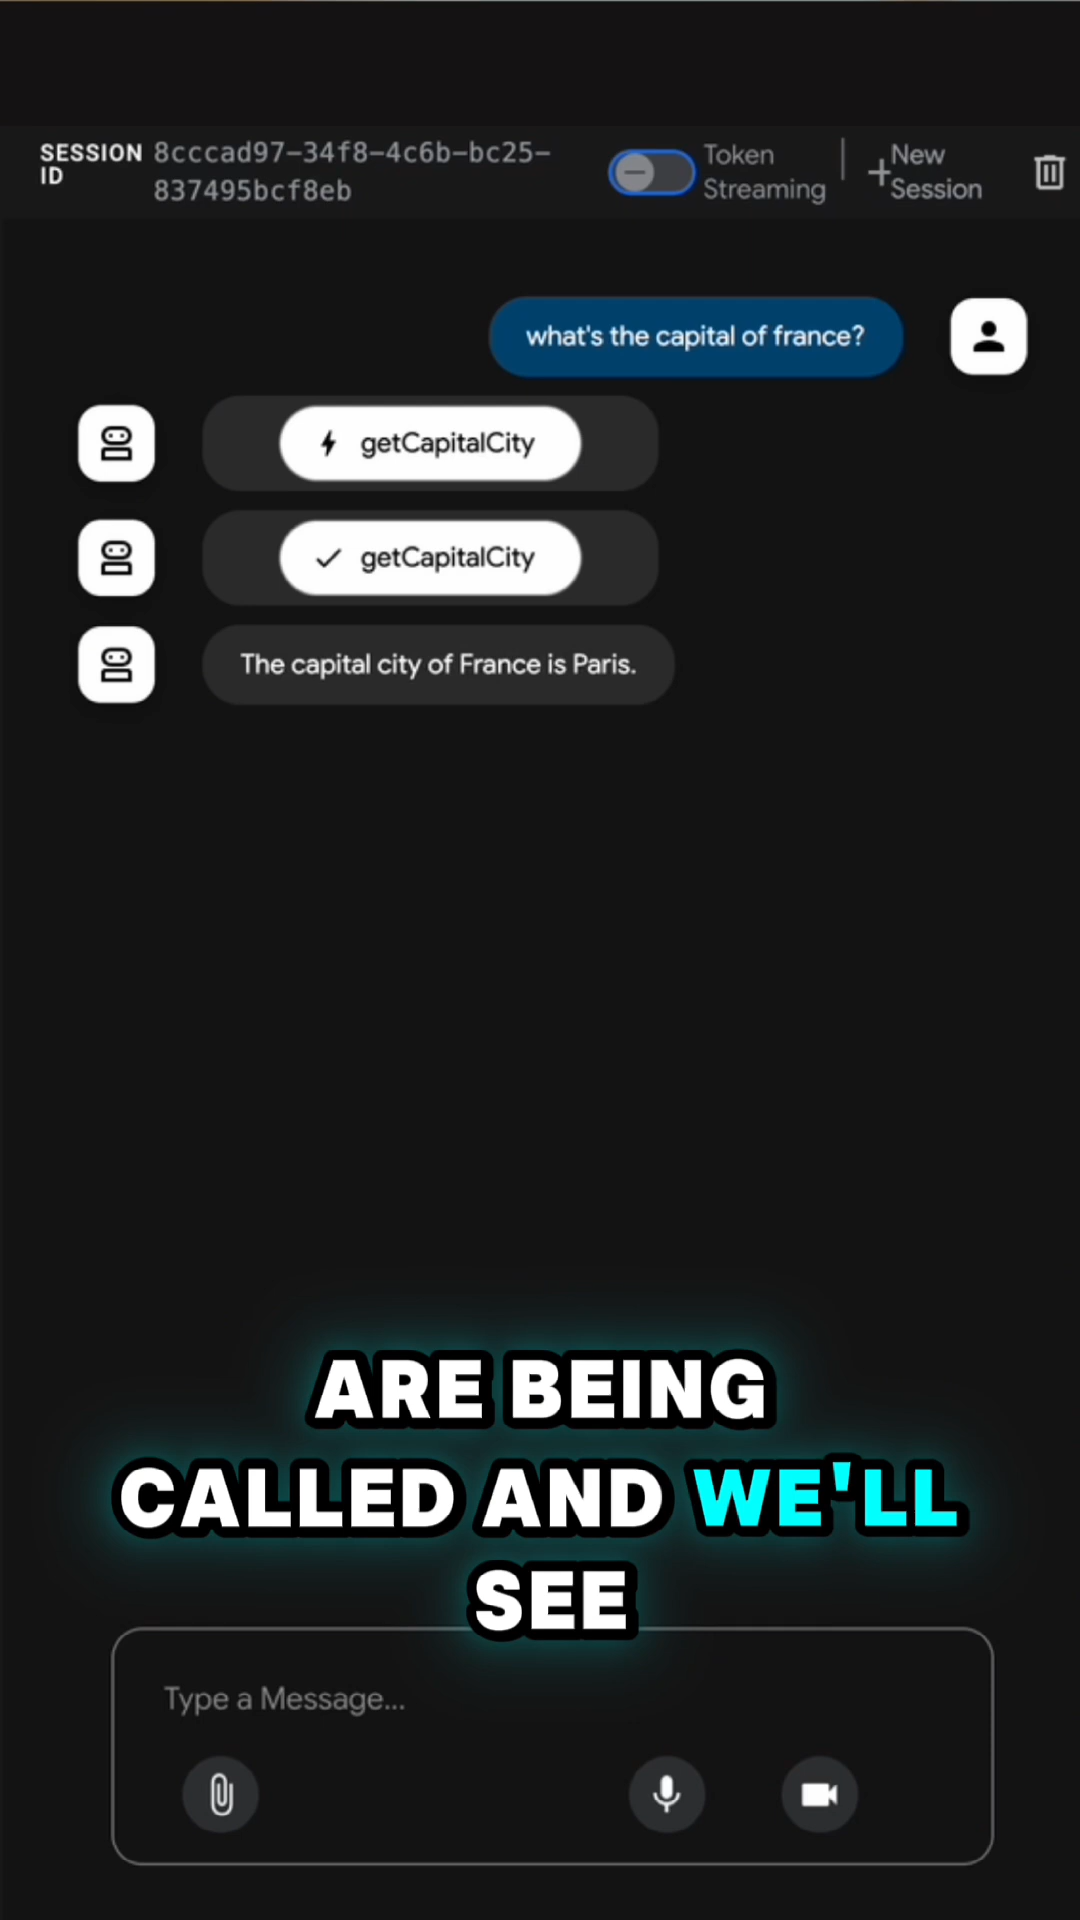 SESSION ID
8cccad97-34f8-4c6b-bc25-
837495bcf8eb
Token
Streaming
New
Session
what's the capital of france?
getCapitalCity
getCapitalCity
The capital city of France is Paris.
ARE BEING
CALLED AND WE'LL
SEE
Type a Message...